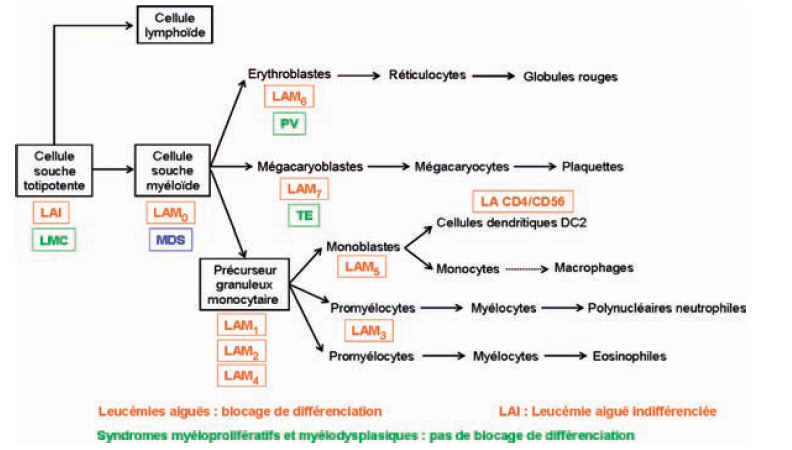 Cellule
lymphoïde
Erythroblastes
Réticulocytes
Globules rouges
LAM6
PV
Cellule
souche
totipotente
Cellule
souche
myéloïde
Mégacaryoblastes
Mégacaryocytes
Plaquettes
LAM7
TE
LAI
LMC
LAM0
MDS
LA CD4/CD56
Cellules dendritiques DC2
Monoblastes
LAM5
Monocytes
Macrophages
Précurseur
granuleux
monocytaire
Promyélocytes
Myélocytes
Polynucléaires neutrophiles
LAM3
LAM1
LAM2
LAM4
Promyélocytes
Myélocytes
Eosinophiles
Leucémies aiguës : blocage de différenciation
LAI : Leucémie aiguë indifférenciée
Syndromes myéloprolifératifs et myélodysplasiques : pas de blocage de différenciation